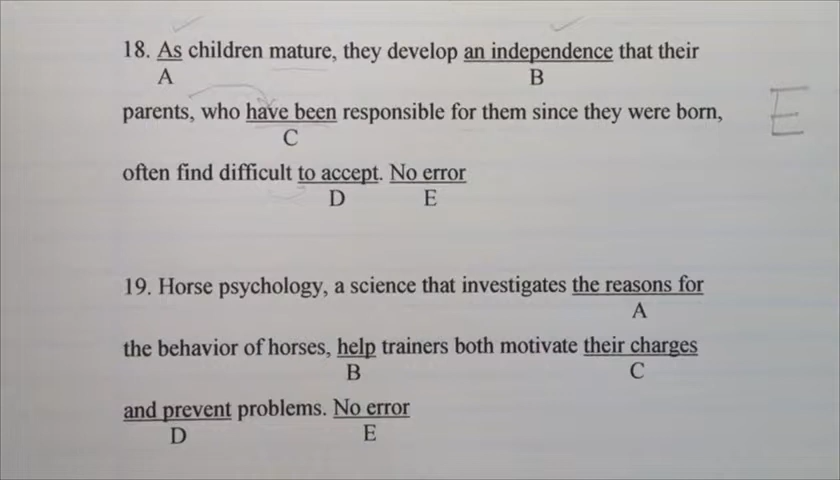 18. As children mature, they develop an independence that their
A B
parents, who have been responsible for them since they were born,
E
C
often find difficult to accept. No error
D E
19. Horse psychology, a science that investigates the reasons for
A
the behavior of horses, help trainers both motivate their charges
B C
and prevent problems. No error
D E